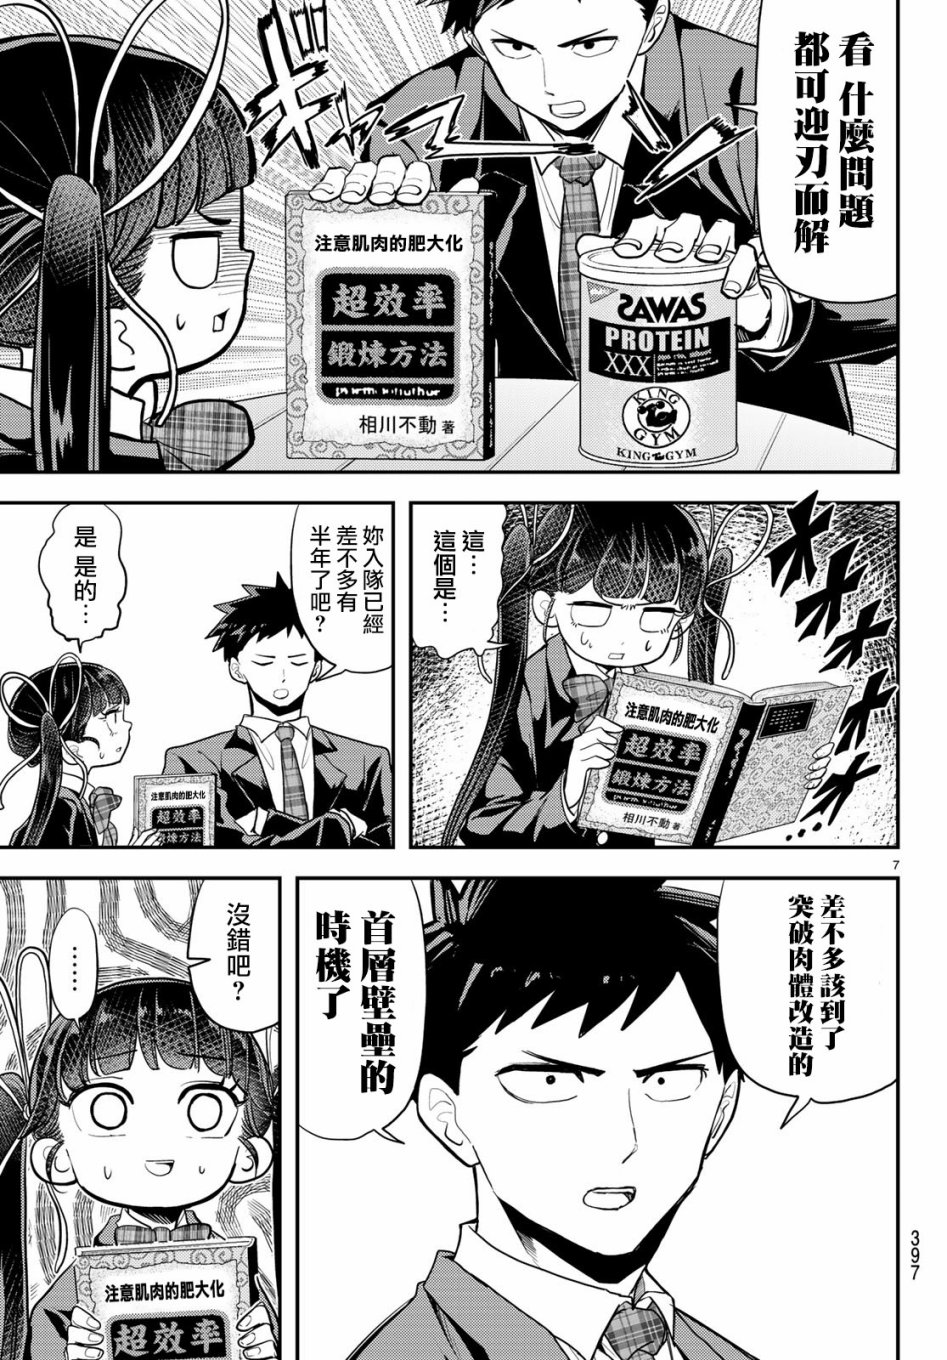 看 什麼問題
都可迎刃而解
注意肌肉的肥大化
超效率
鍛煉方法
相川不動 著
SAWAS
PROTEIN
XXX
KING
GYM
KING GYM
這…
這個是…
注意肌肉的肥大化
超效率
鍛煉方法
相川不動 著
妳入隊已經
差不多有
半年了吧?
是 是的…
注意肌肉的肥大化
超效率
鍛煉方法
7
差不多該到了
突破肉體改造的
首層壁壘的
時機了
沒錯吧?
……
注意肌肉的肥大化
超效率
397